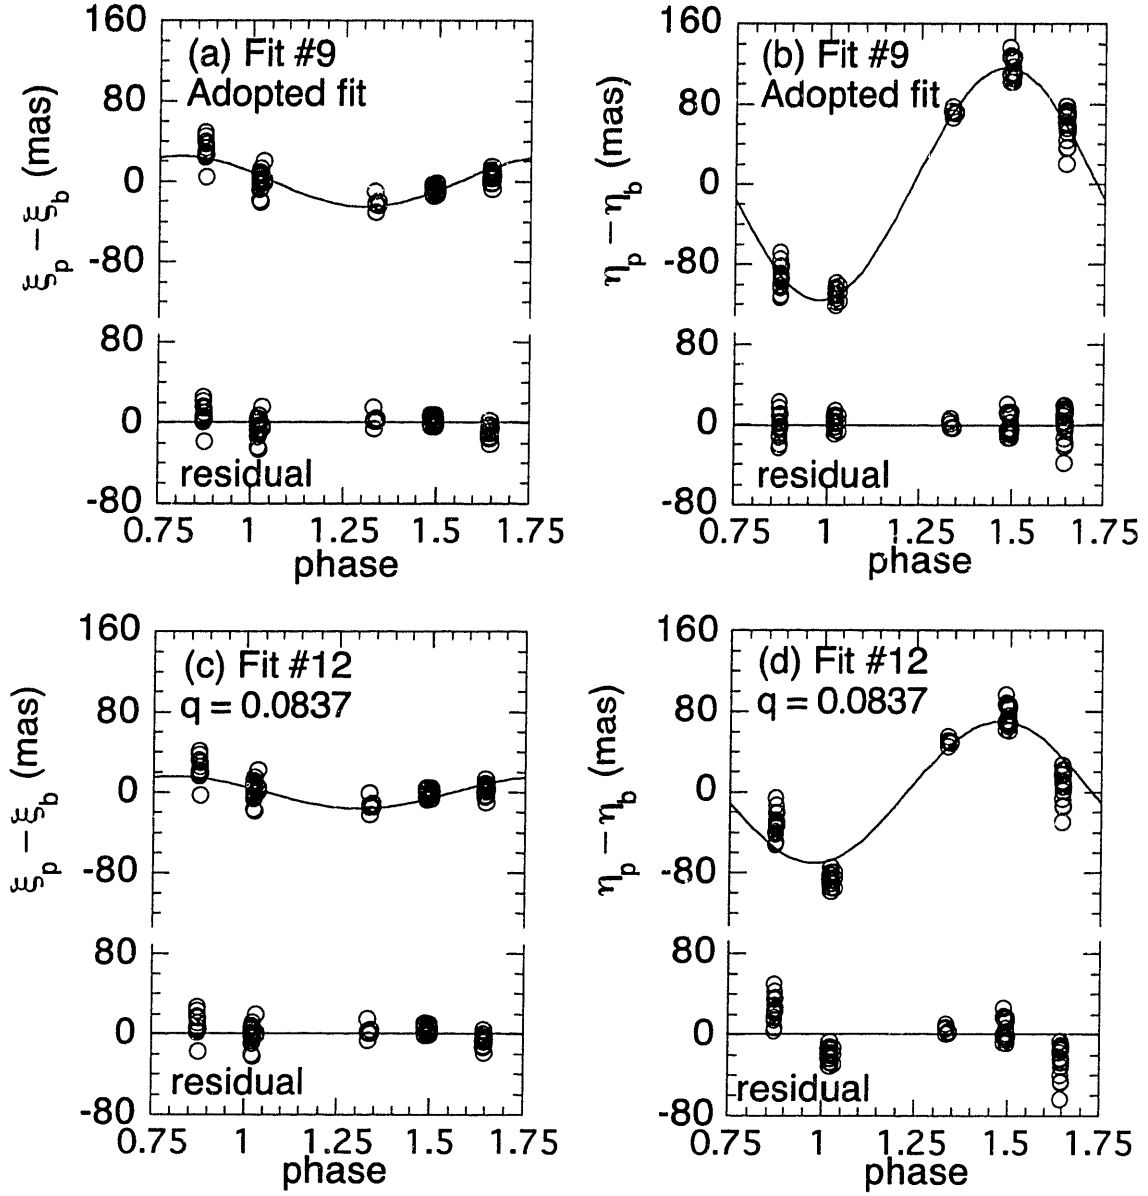 (a) Fit #9
Adopted fit
160
80
0
-80
80
0
-80
ξp − ξb (mas)
residual
0.75 1 1.25 1.5 1.75
phase
(b) Fit #9
Adopted fit
160
80
0
-80
80
0
-80
ηp − ηb (mas)
residual
0.75 1 1.25 1.5 1.75
phase
(c) Fit #12
q = 0.0837
160
80
0
-80
80
0
-80
ξp − ξb (mas)
residual
0.75 1 1.25 1.5 1.75
phase
(d) Fit #12
q = 0.0837
160
80
0
-80
80
0
-80
ηp − ηb (mas)
residual
0.75 1 1.25 1.5 1.75
phase